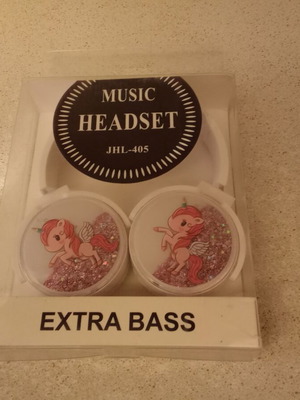 MUSIC
HEADSET
JHL-405
EXTRA BASS